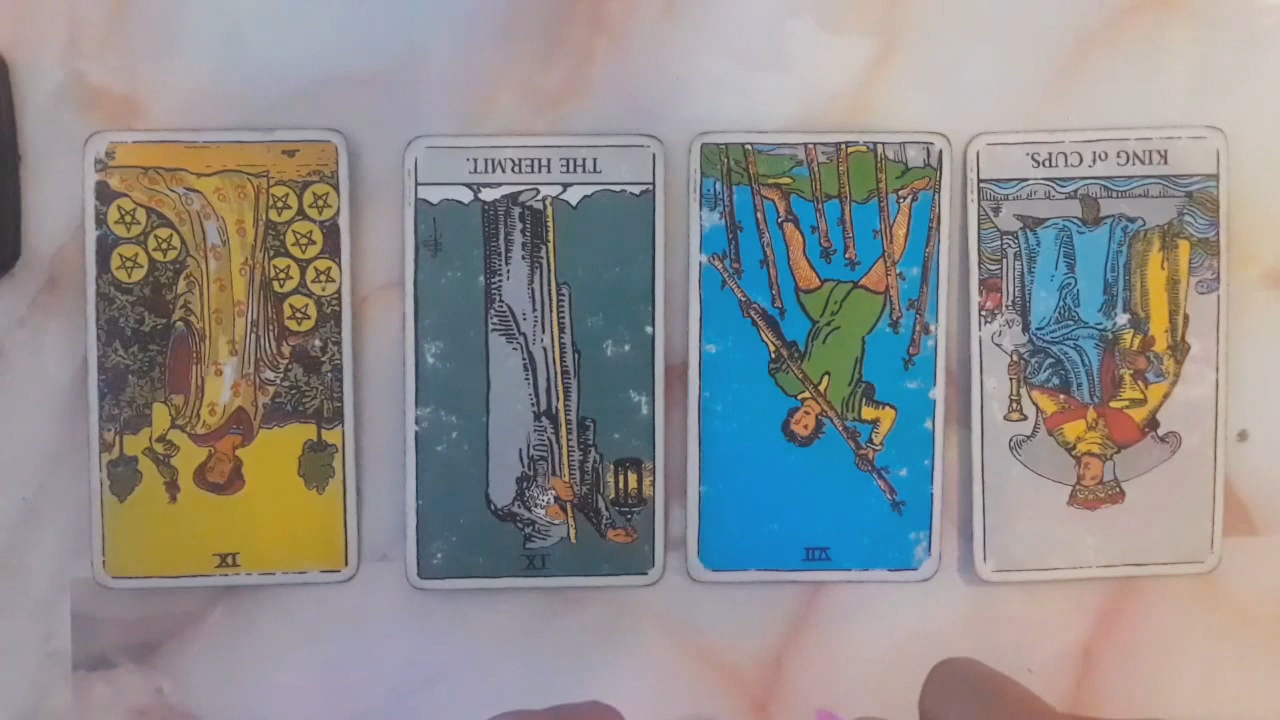 THE HERMIT.
KING of CUPS.
IX
IX
VII